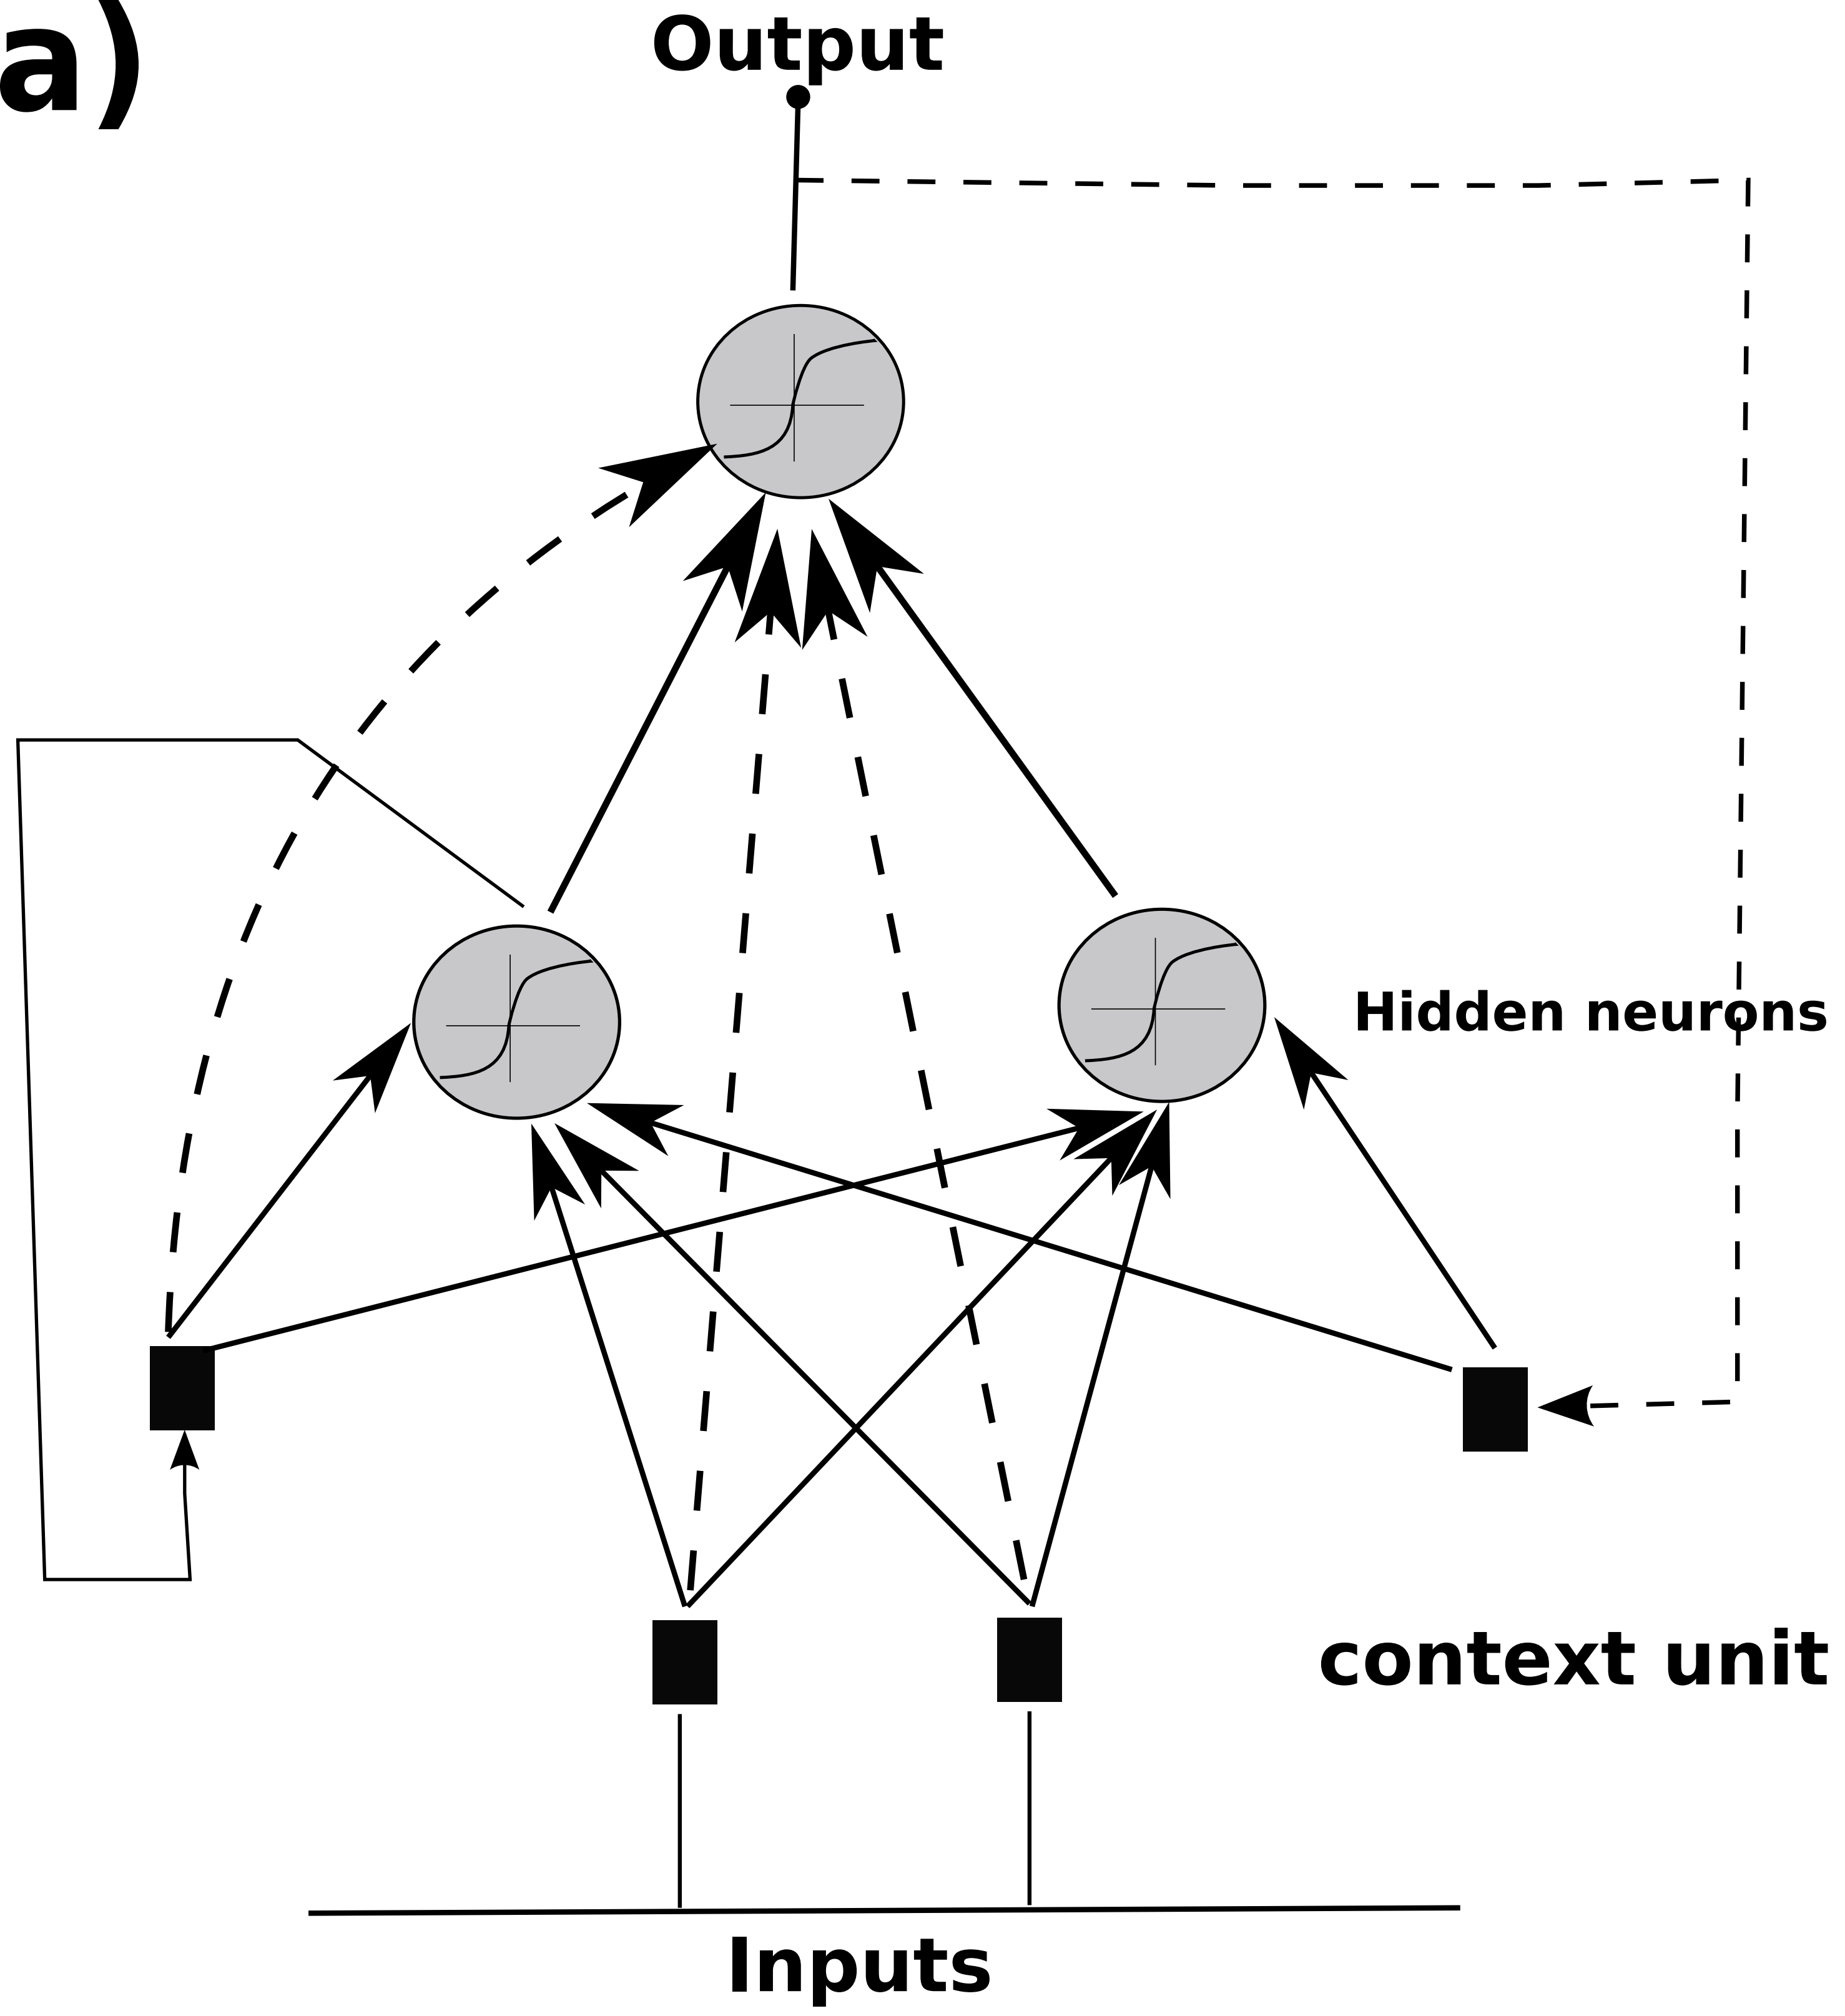 a)
Output
Hidden neurons
context unit
Inputs